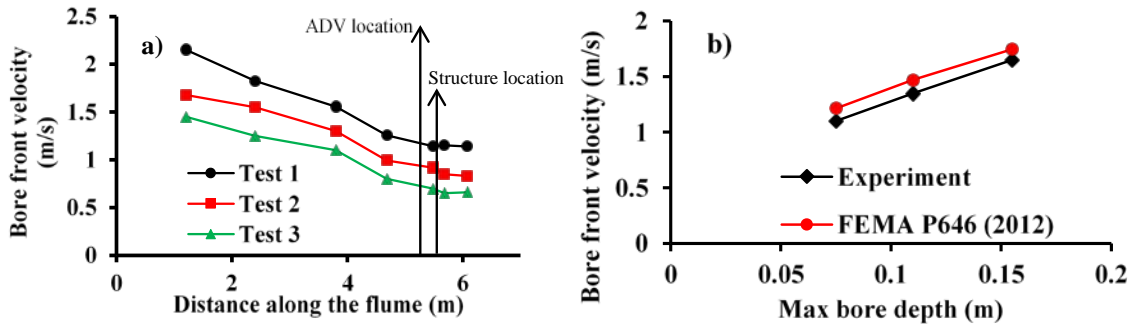 a)
Bore front velocity
(m/s)
2.5
2
1.5
1
0.5
0
0
2
4
6
Distance along the flume (m)
ADV location
Structure location
Test 1
Test 2
Test 3
b)
Bore front velocity (m/s)
2
1.5
1
0.5
0
0
0.05
0.1
0.15
0.2
Max bore depth (m)
Experiment
FEMA P646 (2012)